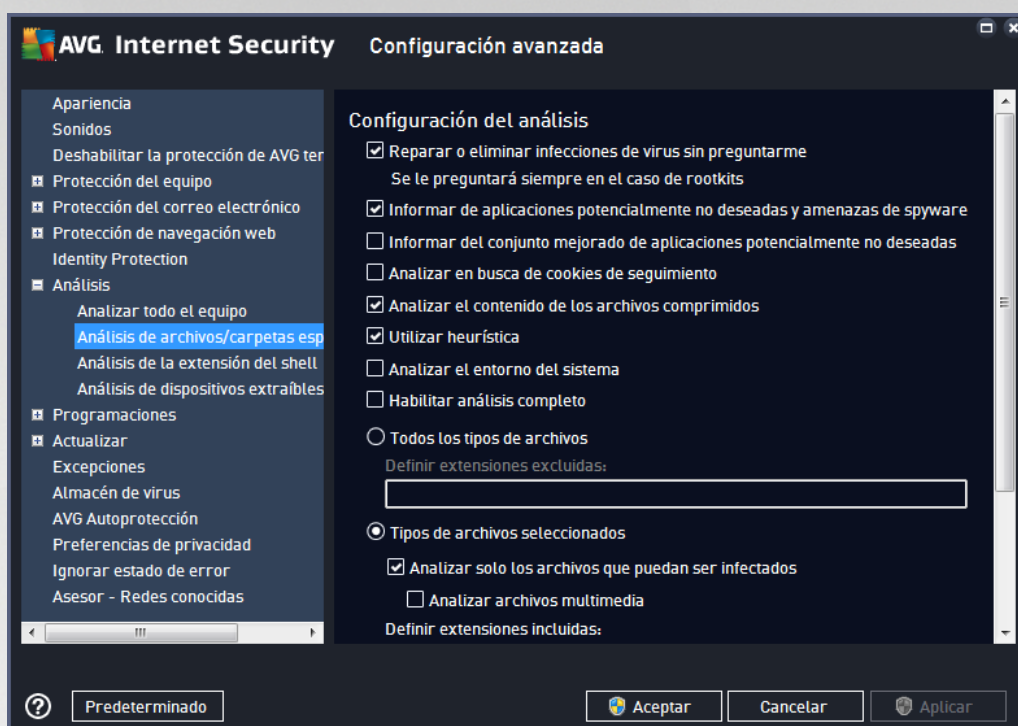 AVG. Internet Security
Configuración avanzada
Apariencia
Sonidos
Deshabilitar la protección de AVG ter
Protección del equipo
Protección del correo electrónico
Protección de navegación web
Identity Protection
Análisis
Analizar todo el equipo
Análisis de archivos/carpetas esp
Análisis de la extensión del shell
Análisis de dispositivos extraíbles
Programaciones
Actualizar
Excepciones
Almacén de virus
AVG Autoprotección
Preferencias de privacidad
Ignorar estado de error
Asesor - Redes conocidas
Configuración del análisis
Reparar o eliminar infecciones de virus sin preguntarme
Se le preguntará siempre en el caso de rootkits
Informar de aplicaciones potencialmente no deseadas y amenazas de spyware
Informar del conjunto mejorado de aplicaciones potencialmente no deseadas
Analizar en busca de cookies de seguimiento
Analizar el contenido de los archivos comprimidos
Utilizar heurística
Analizar el entorno del sistema
Habilitar análisis completo
Todos los tipos de archivos
Definir extensiones excluidas:
Tipos de archivos seleccionados
Analizar solo los archivos que puedan ser infectados
Analizar archivos multimedia
Definir extensiones incluidas:
Predeterminado
Aceptar
Cancelar
Aplicar